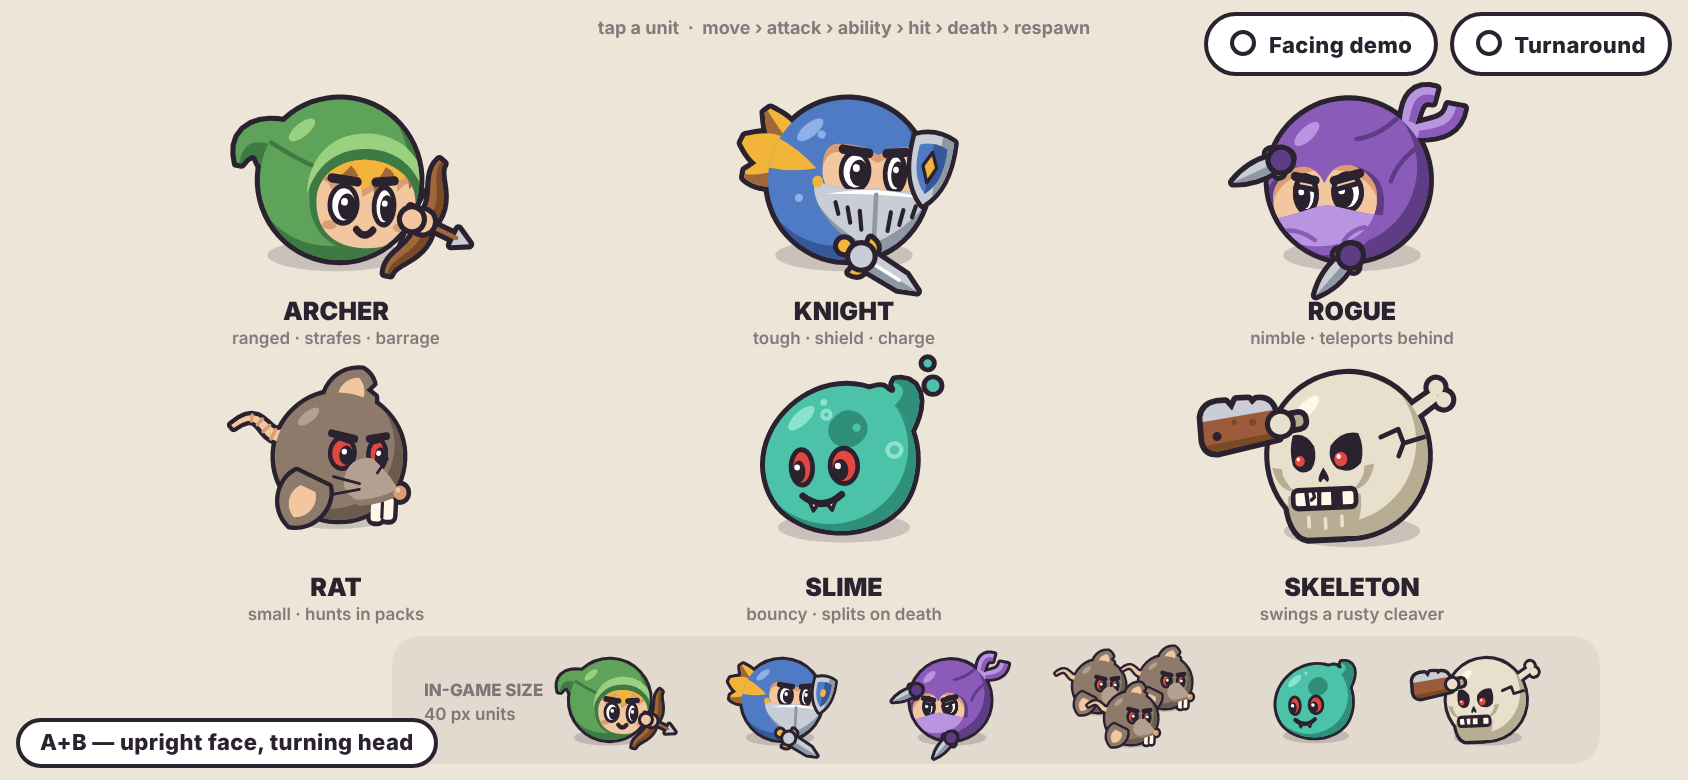 tap a unit · move › attack › ability › hit › death › respawn
Facing demo
Turnaround
ARCHER
ranged · strafes · barrage
KNIGHT
tough · shield · charge
ROGUE
nimble · teleports behind
RAT
small · hunts in packs
SLIME
bouncy · splits on death
SKELETON
swings a rusty cleaver
IN-GAME SIZE
40 px units
A+B — upright face, turning head